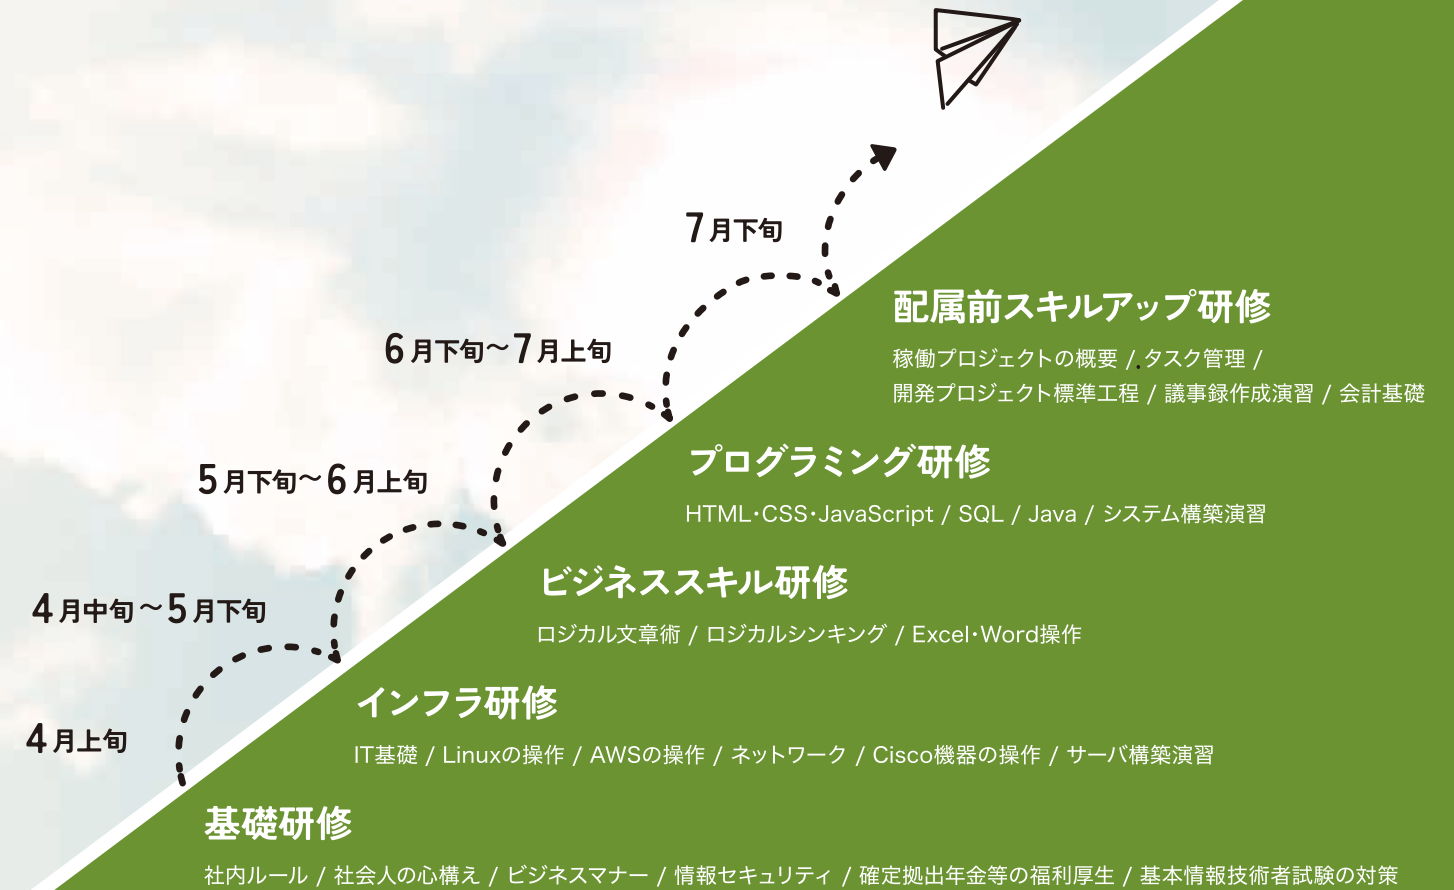 7月下旬
配属前スキルアップ研修
稼働プロジェクトの概要 / タスク管理 /
開発プロジェクト標準工程 / 議事録作成演習 / 会計基礎
6月下旬〜7月上旬
プログラミング研修
HTML・CSS・JavaScript / SQL / Java / システム構築演習
5月下旬〜6月上旬
ビジネススキル研修
ロジカル文章術 / ロジカルシンキング / Excel・Word操作
4月中旬〜5月下旬
インフラ研修
IT基礎 / Linuxの操作 / AWSの操作 / ネットワーク / Cisco機器の操作 / サーバ構築演習
4月上旬
基礎研修
社内ルール / 社会人の心構え / ビジネスマナー / 情報セキュリティ / 確定拠出年金等の福利厚生 / 基本情報技術者試験の対策